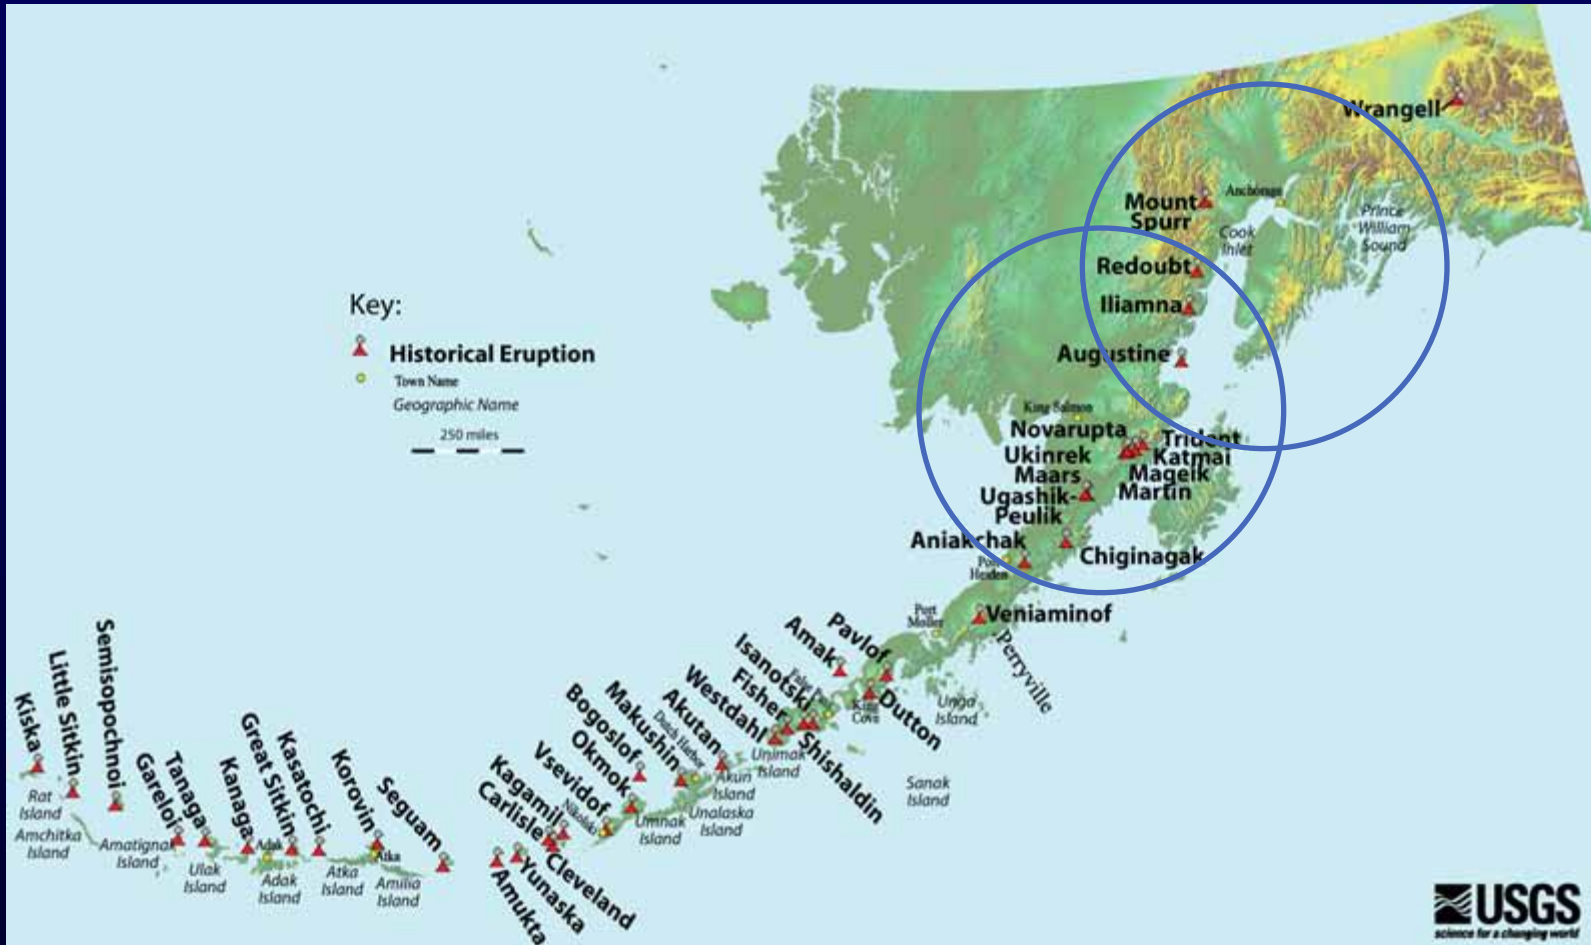 Wrangell
Anchorage
Mount
Spurr
Prince
William
Sound
Cook
Inlet
Redoubt
Iliamna
Key:
Historical Eruption
Town Name
Geographic Name
250 miles
Augustine
King Salmon
Novarupta
Trident
Ukinrek
Maars
Katmai
Mageik
Martin
Ugashik-
Peulik
Aniakchak
Chiginagak
Port
Heiden
Veniaminof
Port
Moller
Perryville
Pavlof
Amak
Isanotski
False Pass
Fisher
Westdahl
Dutton
King
Cove
Unga
Island
Shishaldin
Sanak
Island
Unimak
Island
Akutan
Dutch Harbor
Akun
Island
Makushin
Unalaska
Island
Bogoslof
Okmok
Umnak
Island
Vsevidof
Nikolski
Kagamil
Carlisle
Cleveland
Yunaska
Amukta
Seguam
Korovin
Atka
Amilia
Island
Kasatochi
Atka
Island
Great Sitkin
Adak
Adak
Island
Kanaga
Tanaga
Ulak
Island
Gareloi
Amatignak
Island
Semisopochnoi
Little Sitkin
Kiska
Rat
Island
Amchitka
Island
USGS
science for a changing world